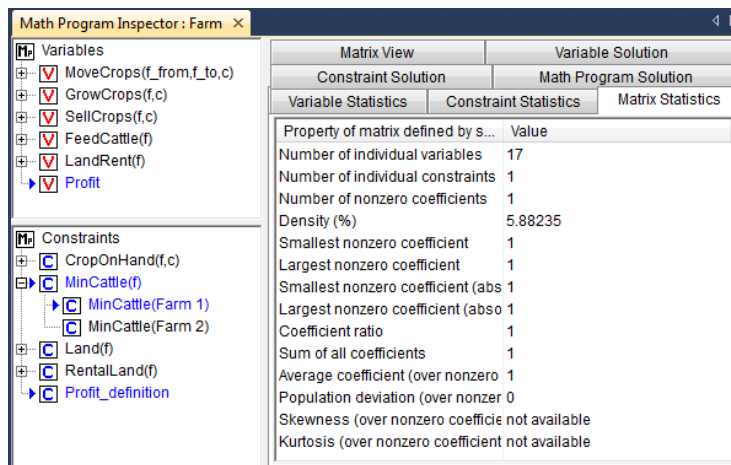 Math Program Inspector : Farm ×
Variables
MoveCrops(f_from,f_to,c)
GrowCrops(f,c)
SellCrops(f,c)
FeedCattle(f)
LandRent(f)
Profit
Constraints
CropOnHand(f,c)
MinCattle(f)
MinCattle(Farm 1)
MinCattle(Farm 2)
Land(f)
RentalLand(f)
Profit_definition
Matrix View Variable Solution
Constraint Solution Math Program Solution
Variable Statistics Constraint Statistics Matrix Statistics
Property of matrix defined by s... Value
Number of individual variables 17
Number of individual constraints 1
Number of nonzero coefficients 1
Density (%) 5.88235
Smallest nonzero coefficient 1
Largest nonzero coefficient 1
Smallest nonzero coefficient (abs 1
Largest nonzero coefficient (abso 1
Coefficient ratio 1
Sum of all coefficients 1
Average coefficient (over nonzero 1
Population deviation (over nonzer 0
Skewness (over nonzero coefficie not available
Kurtosis (over nonzero coefficient not available